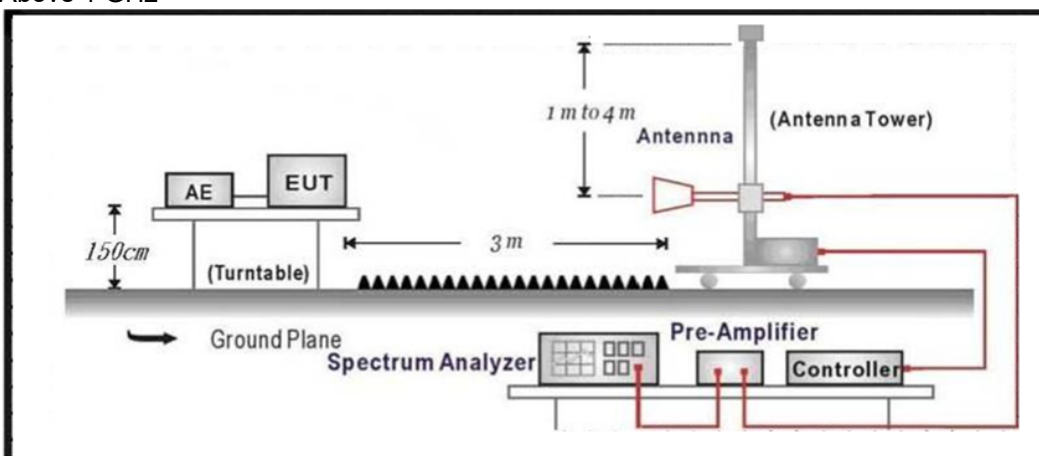 Above 1 GHz
1 m to 4 m
Antennna
(Antenna Tower)
AE
EUT
150cm
3 m
(Turntable)
Ground Plane
Spectrum Analyzer
Pre-Amplifier
Controller